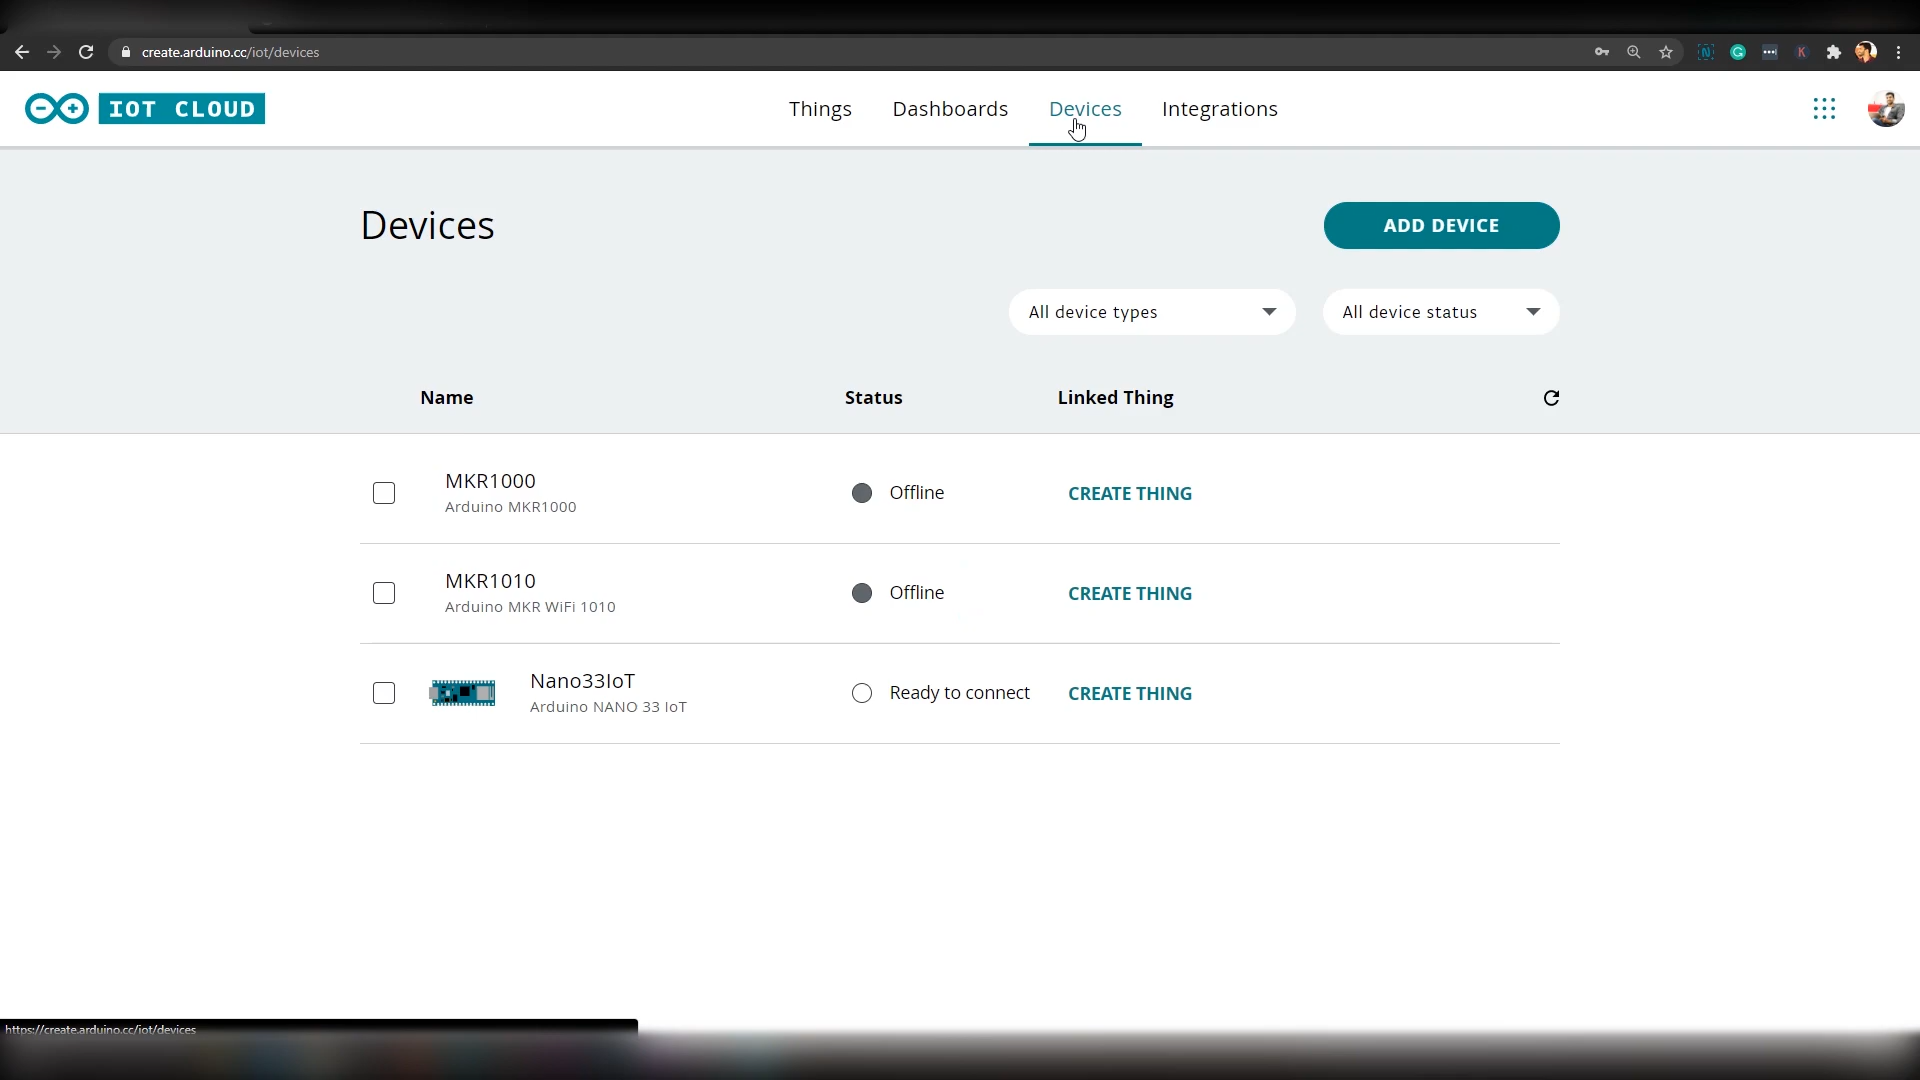 create.arduino.cc/iot/devices
IOT CLOUD
Things
Dashboards
Devices
Integrations
Devices
ADD DEVICE
All device types
All device status
Name
Status
Linked Thing
MKR1000
Arduino MKR1000
Offline
CREATE THING
MKR1010
Arduino MKR WiFi 1010
Offline
CREATE THING
Nano33IoT
Arduino NANO 33 IoT
Ready to connect
CREATE THING
https://create.arduino.cc/iot/devices